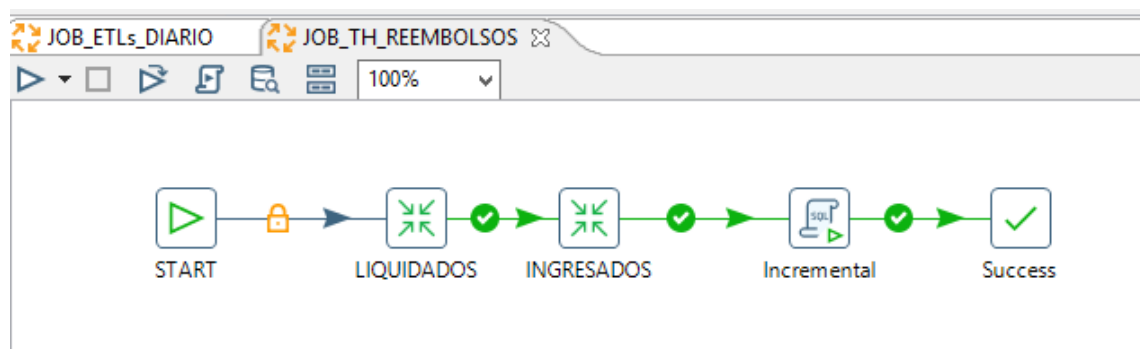 JOB_ETLs_DIARIO JOB_TH_REEMBOLSOS
100%
SQL
START LIQUIDADOS INGRESADOS Incremental Success